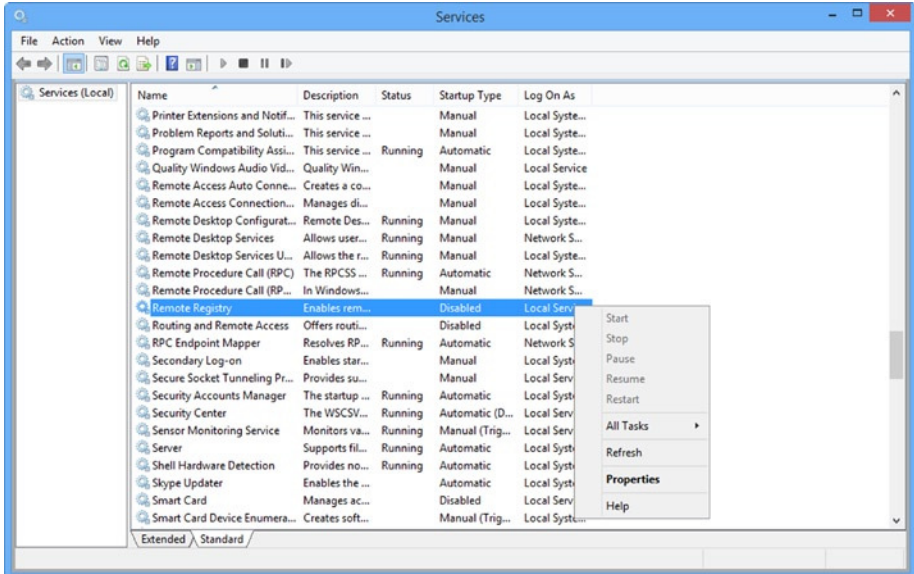 Services
File Action View Help
Services (Local)
Name Description Status Startup Type Log On As
Printer Extensions and Notif... This service ... Manual Local Syste...
Problem Reports and Soluti... This service ... Manual Local Syste...
Program Compatibility Assi... This service ... Running Automatic Local Syste...
Quality Windows Audio Vid... Quality Win... Manual Local Service
Remote Access Auto Conne... Creates a co... Manual Local Syste...
Remote Access Connection... Manages di... Manual Local Syste...
Remote Desktop Configurat... Remote Des... Running Manual Local Syste...
Remote Desktop Services Allows user... Running Manual Network S...
Remote Desktop Services U... Allows the r... Running Manual Local Syste...
Remote Procedure Call (RPC) The RPCSS ... Running Automatic Network S...
Remote Procedure Call (RP... In Windows... Manual Network S...
Remote Registry Enables rem... Disabled Local Serv
Routing and Remote Access Offers routi... Disabled Local Syst
RPC Endpoint Mapper Resolves RP... Running Automatic Network S
Secondary Log-on Enables star... Manual Local Syst
Secure Socket Tunneling Pr... Provides su... Manual Local Serv
Security Accounts Manager The startup ... Running Automatic Local Syst
Security Center The WSCSV... Running Automatic (D... Local Serv
Sensor Monitoring Service Monitors va... Running Manual (Trig... Local Serv
Server Supports fil... Running Automatic Local Syst
Shell Hardware Detection Provides no... Running Automatic Local Syst
Skype Updater Enables the ... Automatic Local Syst
Smart Card Manages ac... Disabled Local Serv
Smart Card Device Enumera... Creates soft... Manual (Trig... Local Syste...
Start
Stop
Pause
Resume
Restart
All Tasks
Refresh
Properties
Help
Extended Standard